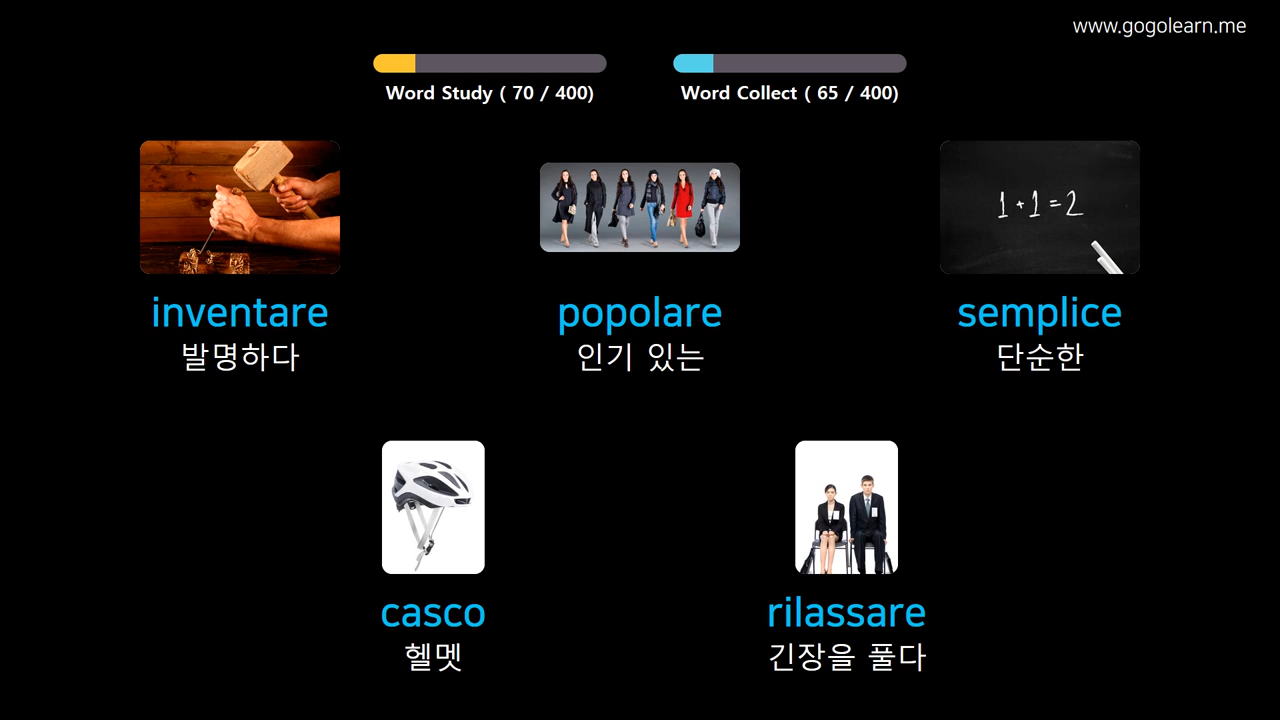 www.gogolearn.me
Word Study ( 70 / 400)
Word Collect ( 65 / 400)
1+1=2
inventare
발명하다
popolare
인기 있는
semplice
단순한
casco
헬멧
rilassare
긴장을 풀다